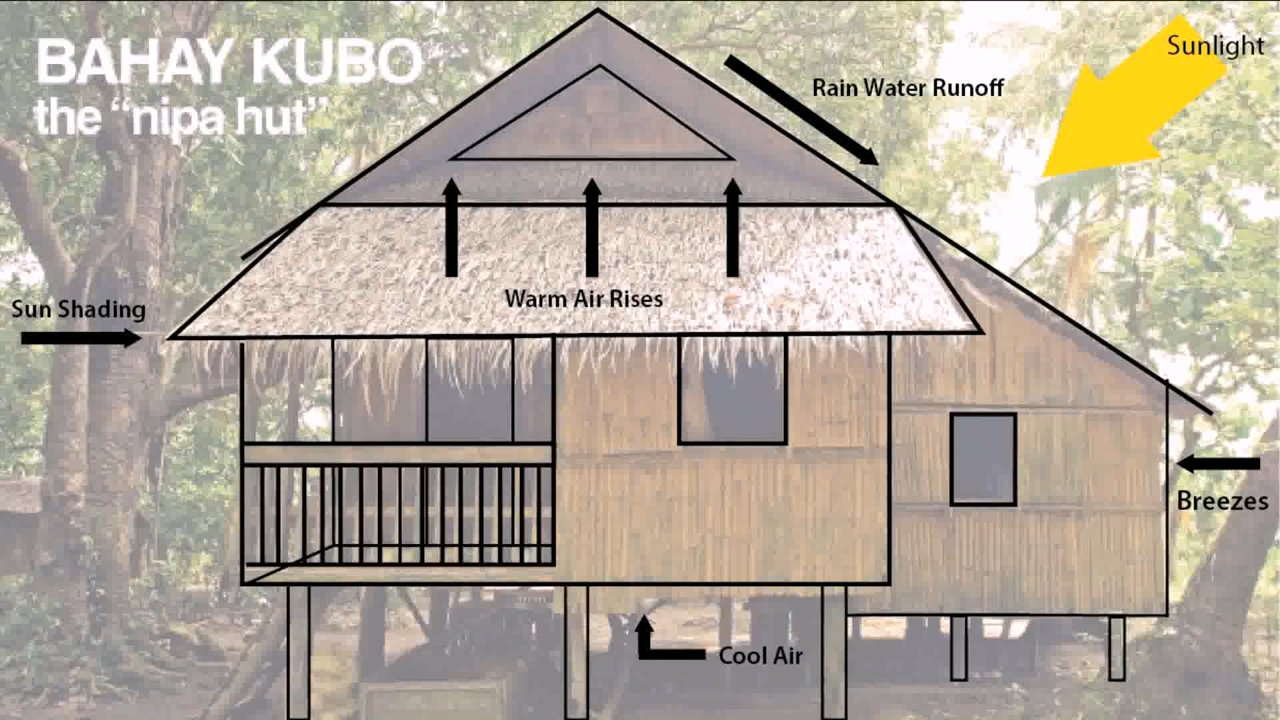 BAHAY KUBO
the “nipa hut”
Sunlight
Rain Water Runoff
Warm Air Rises
Sun Shading
Breezes
Cool Air